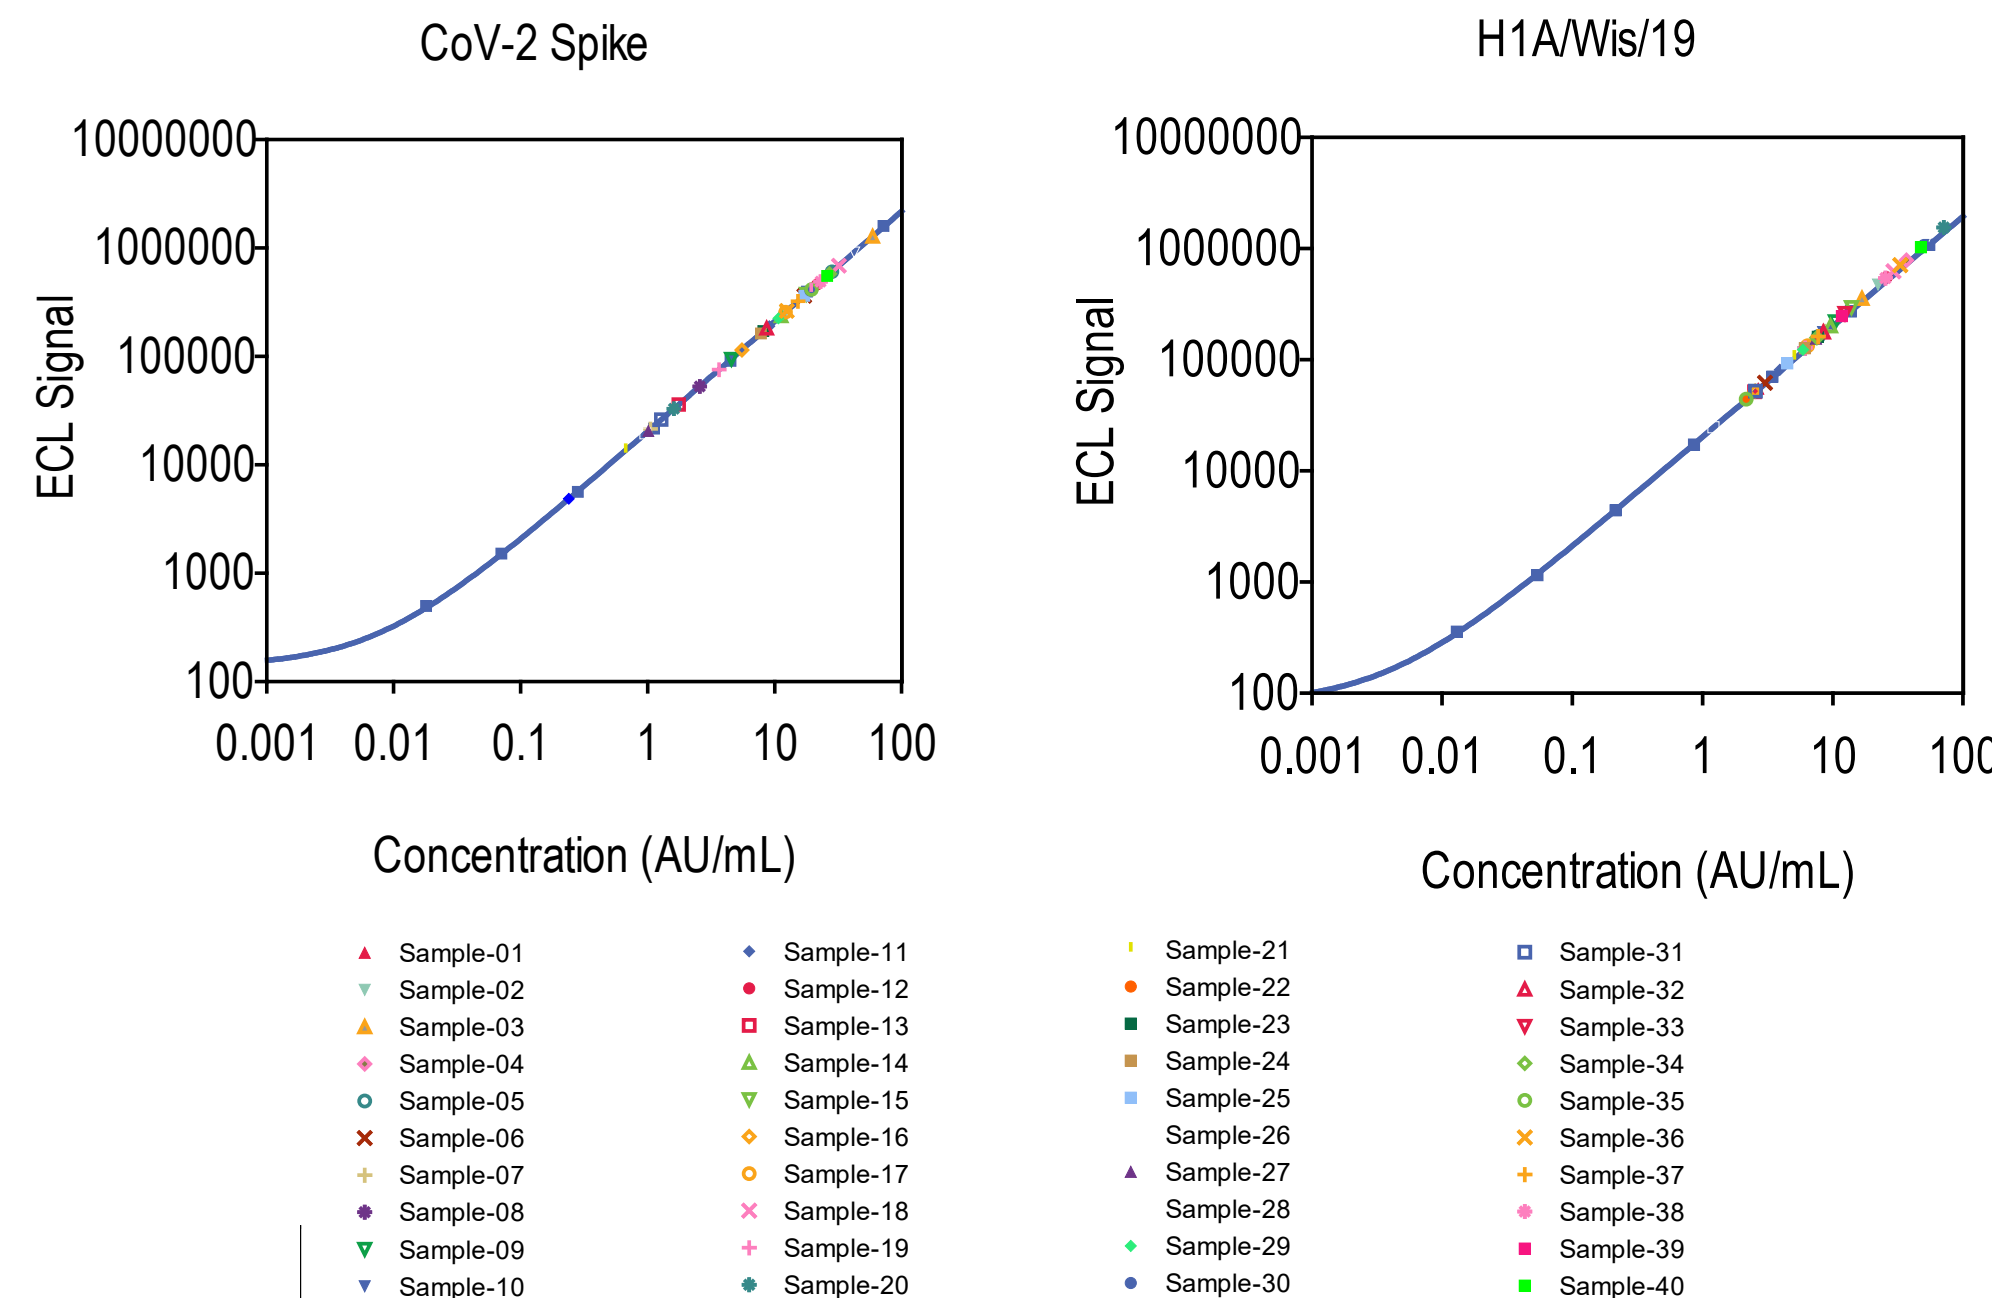 CoV-2 Spike
10000000
1000000
100000
10000
1000
100
0.001 0.01 0.1 1 10 100
ECL Signal
Concentration (AU/mL)
H1A/Wis/19
10000000
1000000
100000
10000
1000
100
0.001 0.01 0.1 1 10 100
ECL Signal
Concentration (AU/mL)
Sample-01
Sample-02
Sample-03
Sample-04
Sample-05
Sample-06
Sample-07
Sample-08
Sample-09
Sample-10
Sample-11
Sample-12
Sample-13
Sample-14
Sample-15
Sample-16
Sample-17
Sample-18
Sample-19
Sample-20
Sample-21
Sample-22
Sample-23
Sample-24
Sample-25
Sample-26
Sample-27
Sample-28
Sample-29
Sample-30
Sample-31
Sample-32
Sample-33
Sample-34
Sample-35
Sample-36
Sample-37
Sample-38
Sample-39
Sample-40